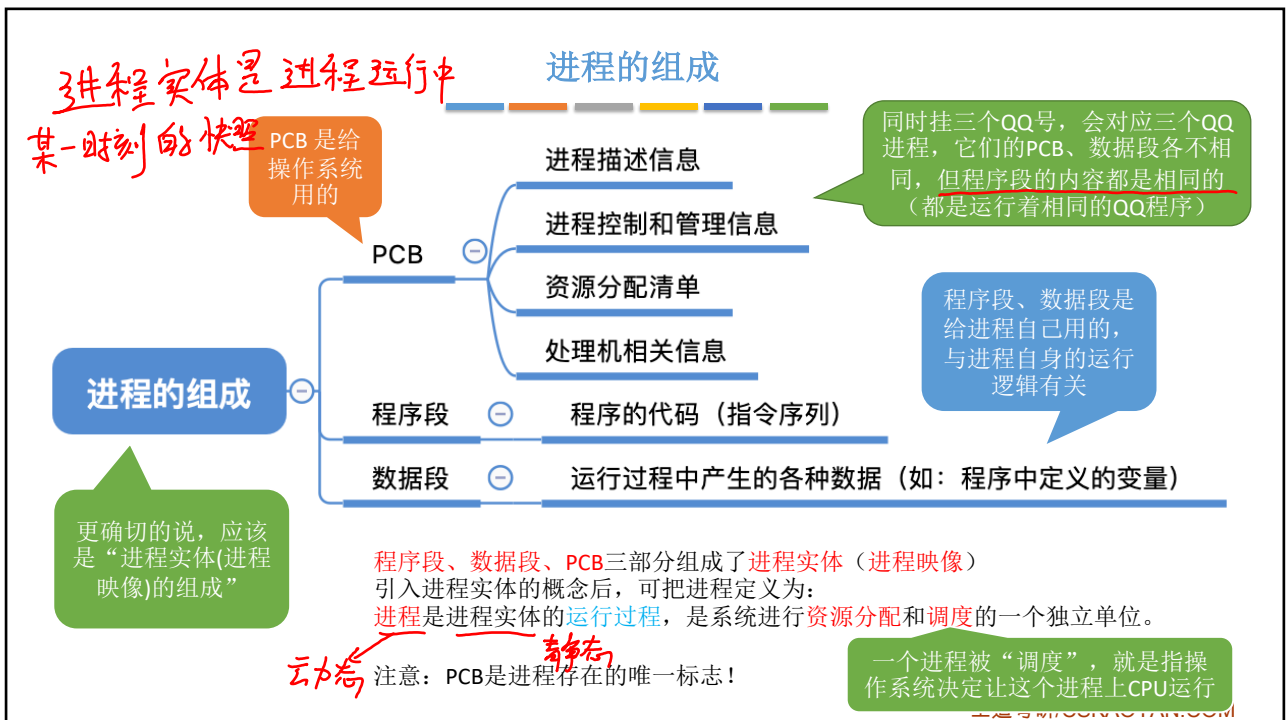 进程的组成
进程实体是进程运行中
某一时刻的快照
PCB 是给
操作系统
用的
同时挂三个QQ号，会对应三个QQ
进程，它们的PCB、数据段各不相
同，但程序段的内容都是相同的
（都是运行着相同的QQ程序）
进程描述信息
进程控制和管理信息
PCB
资源分配清单
处理机相关信息
程序段、数据段是
给进程自己用的，
与进程自身的运行
逻辑有关
进程的组成
程序段
程序的代码（指令序列）
数据段
运行过程中产生的各种数据（如：程序中定义的变量）
更确切的说，应该
是“进程实体(进程
映像)的组成”
程序段、数据段、PCB三部分组成了进程实体（进程映像）
引入进程实体的概念后，可把进程定义为：
进程是进程实体的运行过程，是系统进行资源分配和调度的一个独立单位。
动态
静态
注意：PCB是进程存在的唯一标志！
一个进程被“调度”，就是指操
作系统决定让这个进程上CPU运行
王道考研/CSKAOYAN.COM